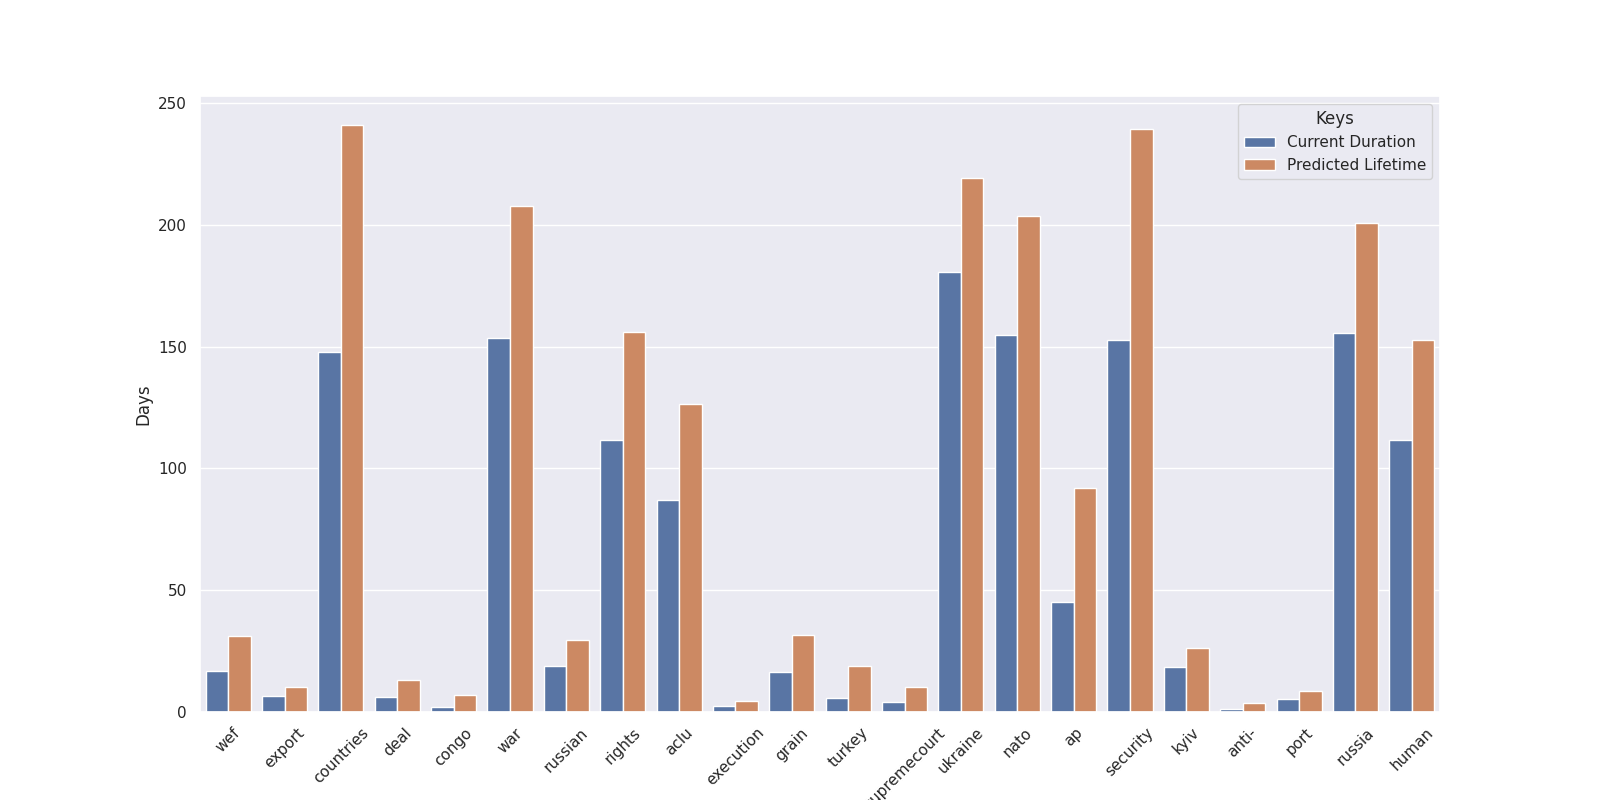 250
200
150
100
50
0
Days
Keys
Current Duration
Predicted Lifetime
wef
export
countries
deal
congo
war
russian
rights
aclu
execution
grain
turkey
upremecourt
ukraine
nato
ap
security
kyiv
anti-
port
russia
human